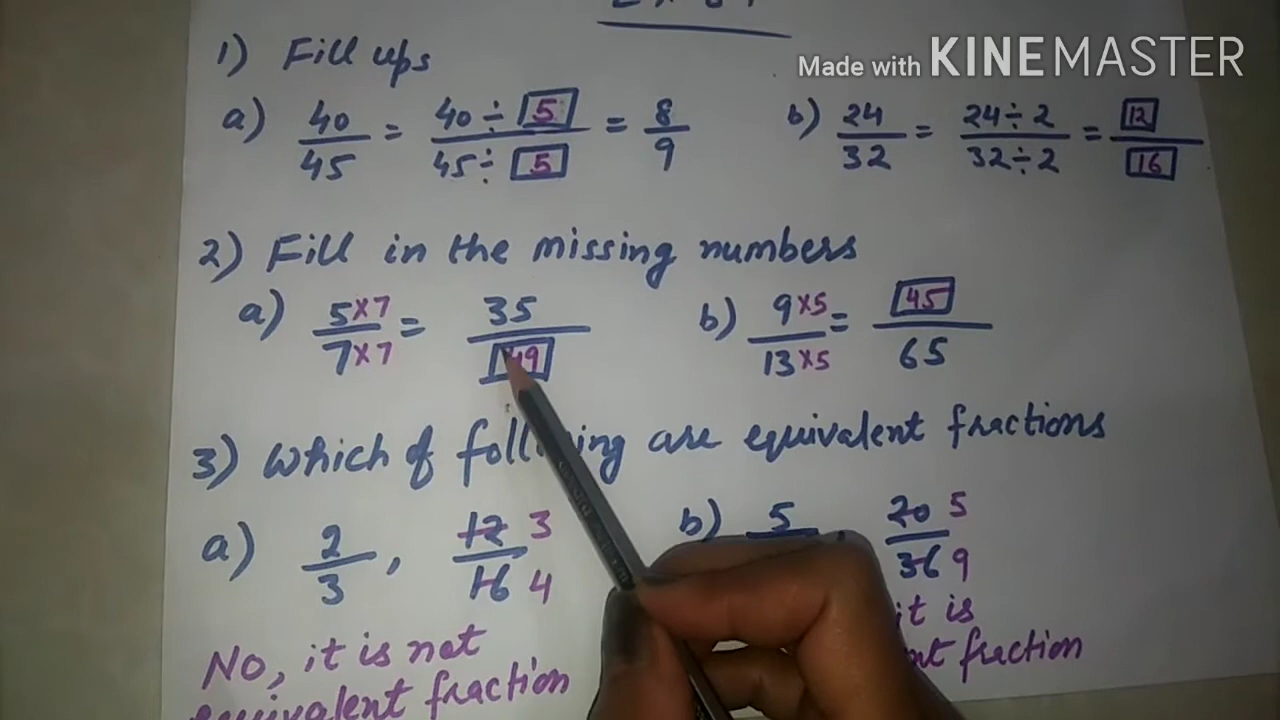 Made with KINEMASTER
1) Fill ups
a) 40/45 = 40 ÷ 5/45 ÷ 5 = 8/9 b) 24/32 = 24 ÷ 2/32 ÷ 2 = 12/16
2) Fill in the missing numbers
a) 5 × 7/7 × 7 = 35/49 b) 9 × 5/13 × 5 = 45/65
3) Which of following are equivalent fractions
a) 2/3, 12/16 3/4 b) 5 20/36 5/9
No, it is not it is
equivalent fraction fraction